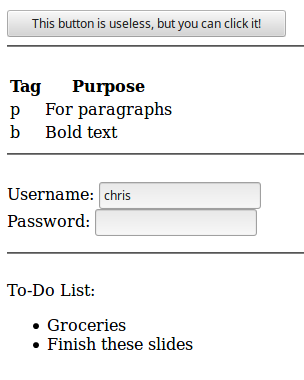 This button is useless, but you can click it!
Tag Purpose
p For paragraphs
b Bold text
Username: chris
Password:
To-Do List:
• Groceries
• Finish these slides